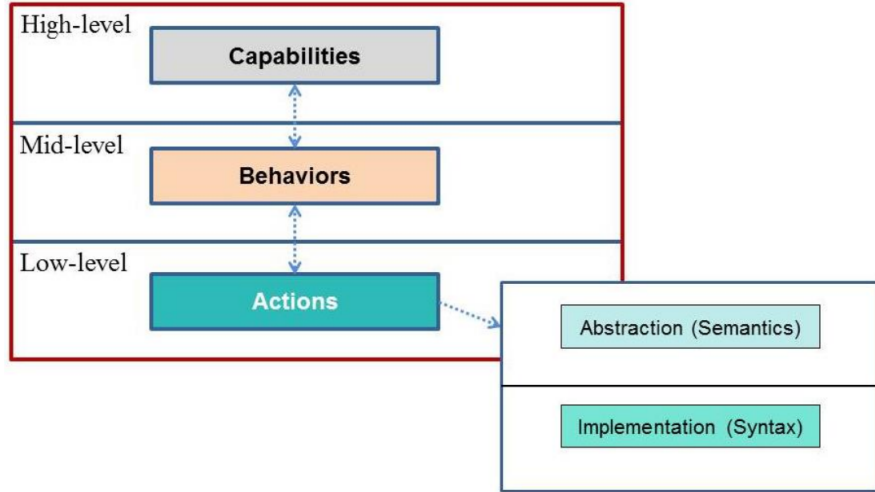 High-level
Capabilities
Mid-level
Behaviors
Low-level
Actions
Abstraction (Semantics)
Implementation (Syntax)